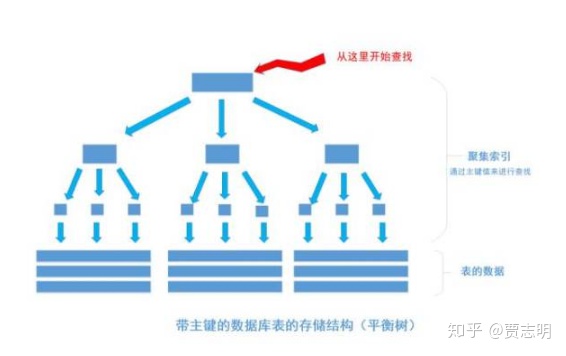 从这里开始查找
聚集索引
通过主键值来进行查找
表的数据
带主键的数据库表的存储结构（平衡树）
知乎 @贾志明